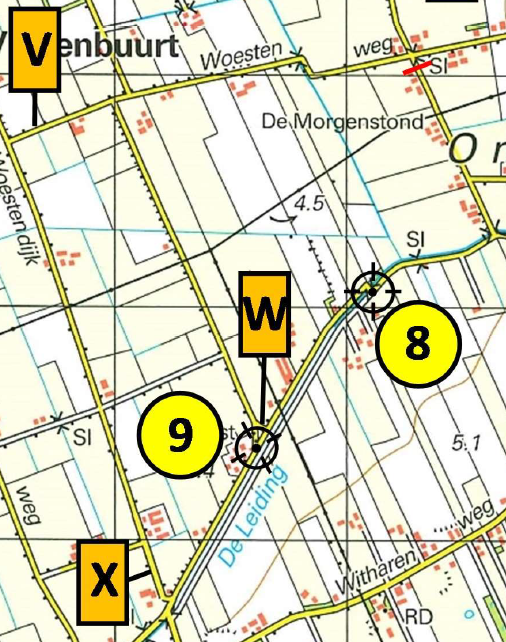 V
enbuurt
Woesten
weg
Sl
De Morgenstond
O
Woestendijk
4.5
Sl
W
8
9
st
Sl
5.1
weg
De Leiding
weg
X
Witharen
RD